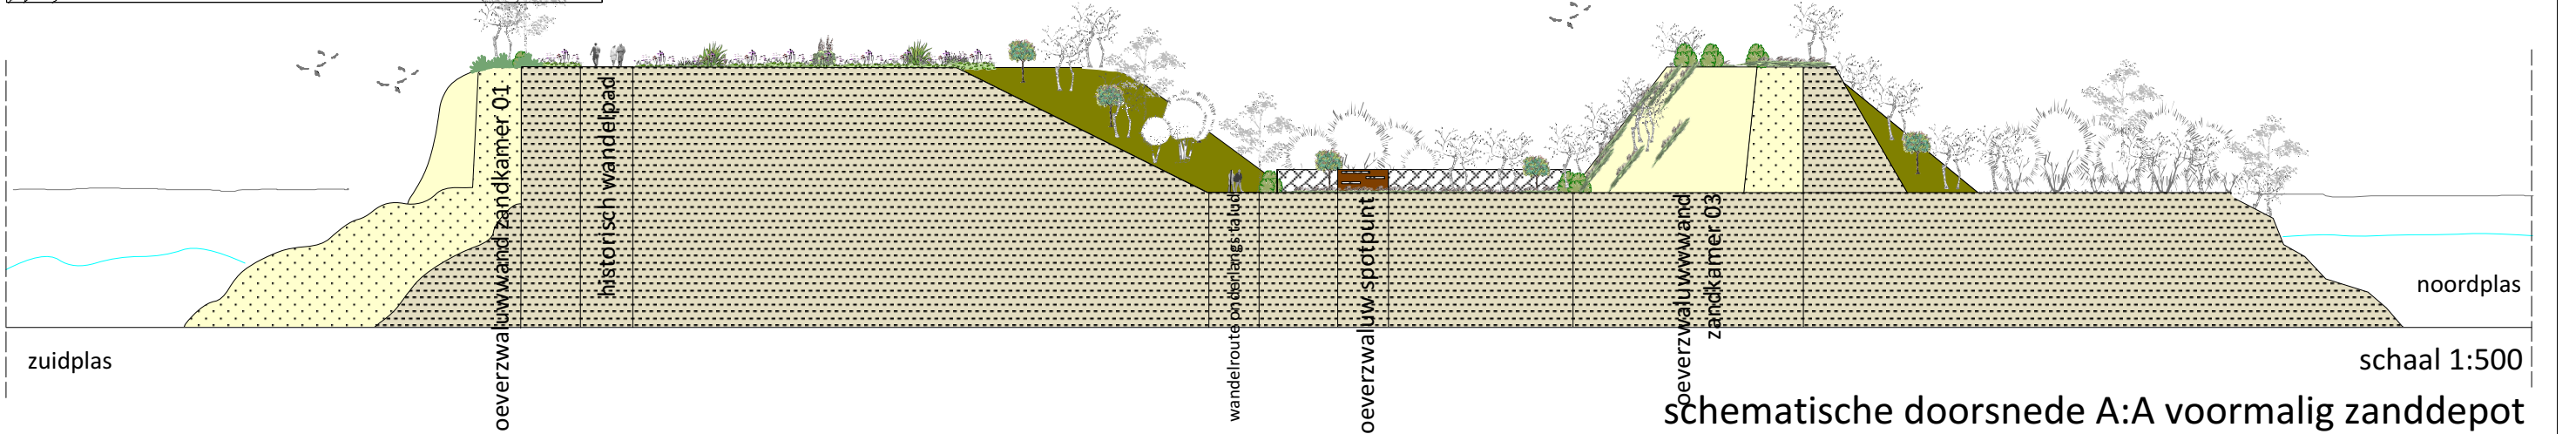 oeverzwaluwwand zandkamer 01
historisch wandelpad
wandelroute onderlangs talud
oeverzwaluw spotpunt
oeverzwaluwwwand
zandkamer 03
noordplas
zuidplas
schaal 1:500
schematische doorsnede A:A voormalig zanddepot